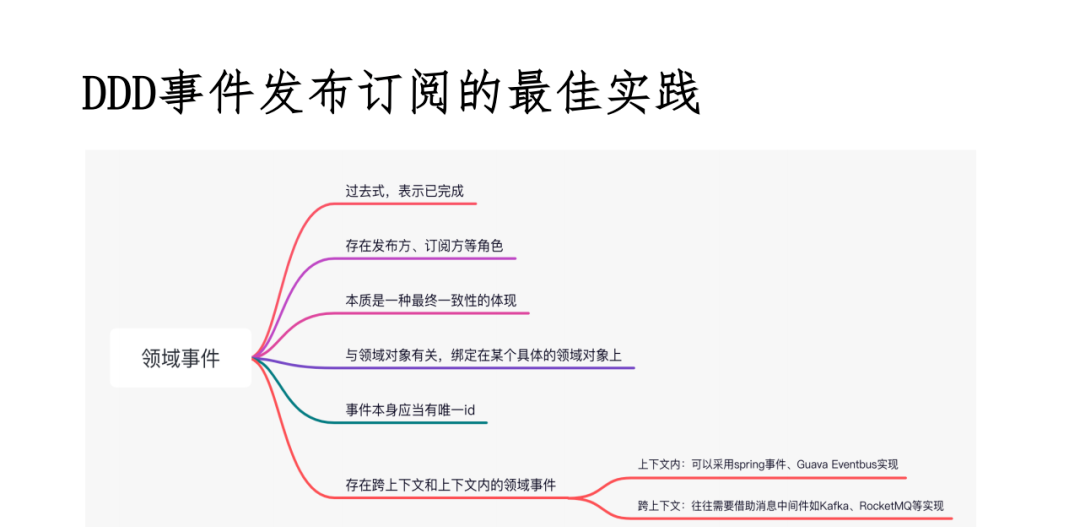 DDD事件发布订阅的最佳实践
过去式，表示已完成
存在发布方、订阅方等角色
本质是一种最终一致性的体现
领域事件
与领域对象有关，绑定在某个具体的领域对象上
事件本身应当有唯一id
存在跨上下文和上下文内的领域事件
上下文内：可以采用spring事件、Guava Eventbus实现
跨上下文：往往需要借助消息中间件如Kafka、RocketMQ等实现